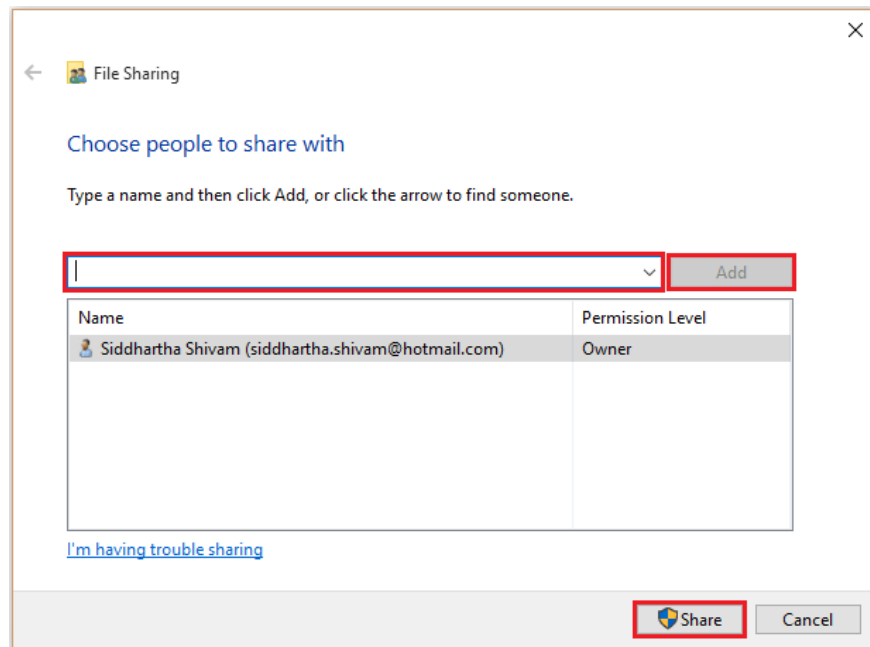 File Sharing
Choose people to share with
Type a name and then click Add, or click the arrow to find someone.
Add
Name Permission Level
Siddhartha Shivam (siddhartha.shivam@hotmail.com) Owner
I'm having trouble sharing
Share Cancel